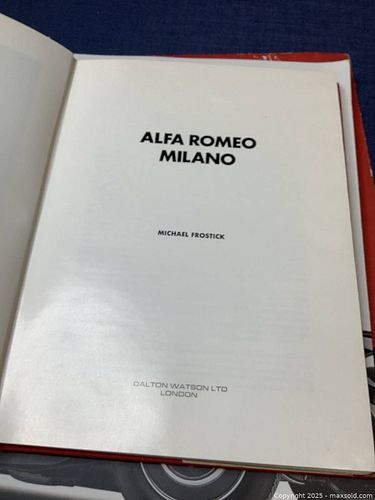 ALFA ROMEO
MILANO
MICHAEL FROSTICK
DALTON WATSON LTD
LONDON
Copyright © 2025 - maxsold.com